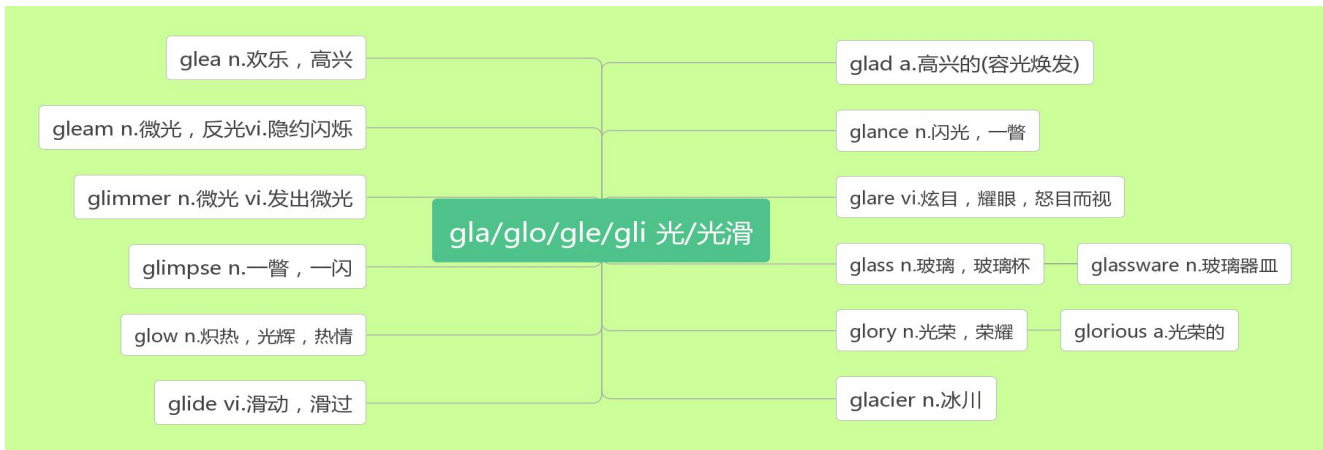 gla/glo/gle/gli 光/光滑
glea n.欢乐，高兴
gleam n.微光，反光vi.隐约闪烁
glimmer n.微光 vi.发出微光
glimpse n.一瞥，一闪
glow n.炽热，光辉，热情
glide vi.滑动，滑过
glad a.高兴的(容光焕发)
glance n.闪光，一瞥
glare vi.炫目，耀眼，怒目而视
glass n.玻璃，玻璃杯
glassware n.玻璃器皿
glory n.光荣，荣耀
glorious a.光荣的
glacier n.冰川